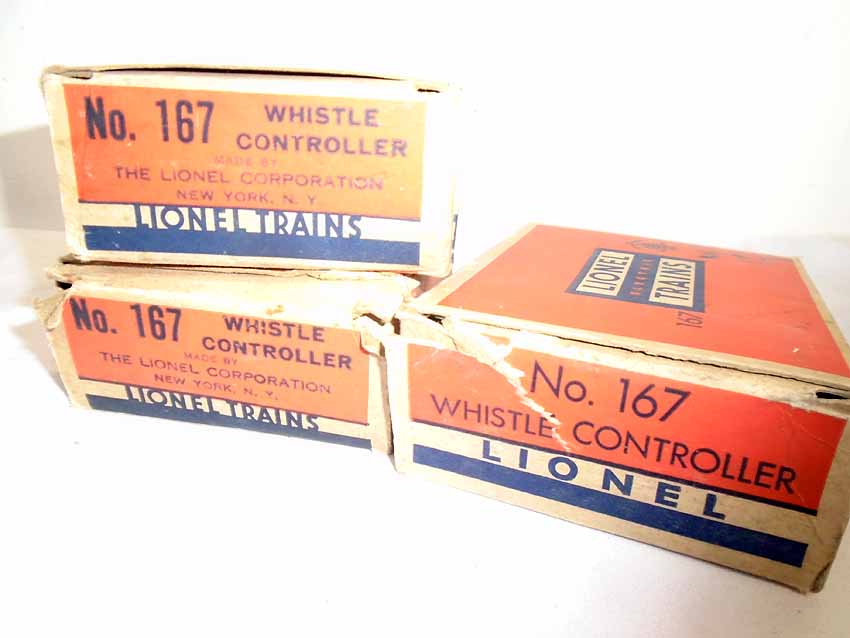 No. 167 WHISTLE CONTROLLER
MADE BY
THE LIONEL CORPORATION
NEW YORK, N. Y.
LIONEL TRAINS
No. 167 WHISTLE CONTROLLER
MADE BY
THE LIONEL CORPORATION
NEW YORK, N. Y.
LIONEL TRAINS
LIONEL
ELECTRIC
TRAINS
167
No. 167
WHISTLE CONTROLLER
LIONEL